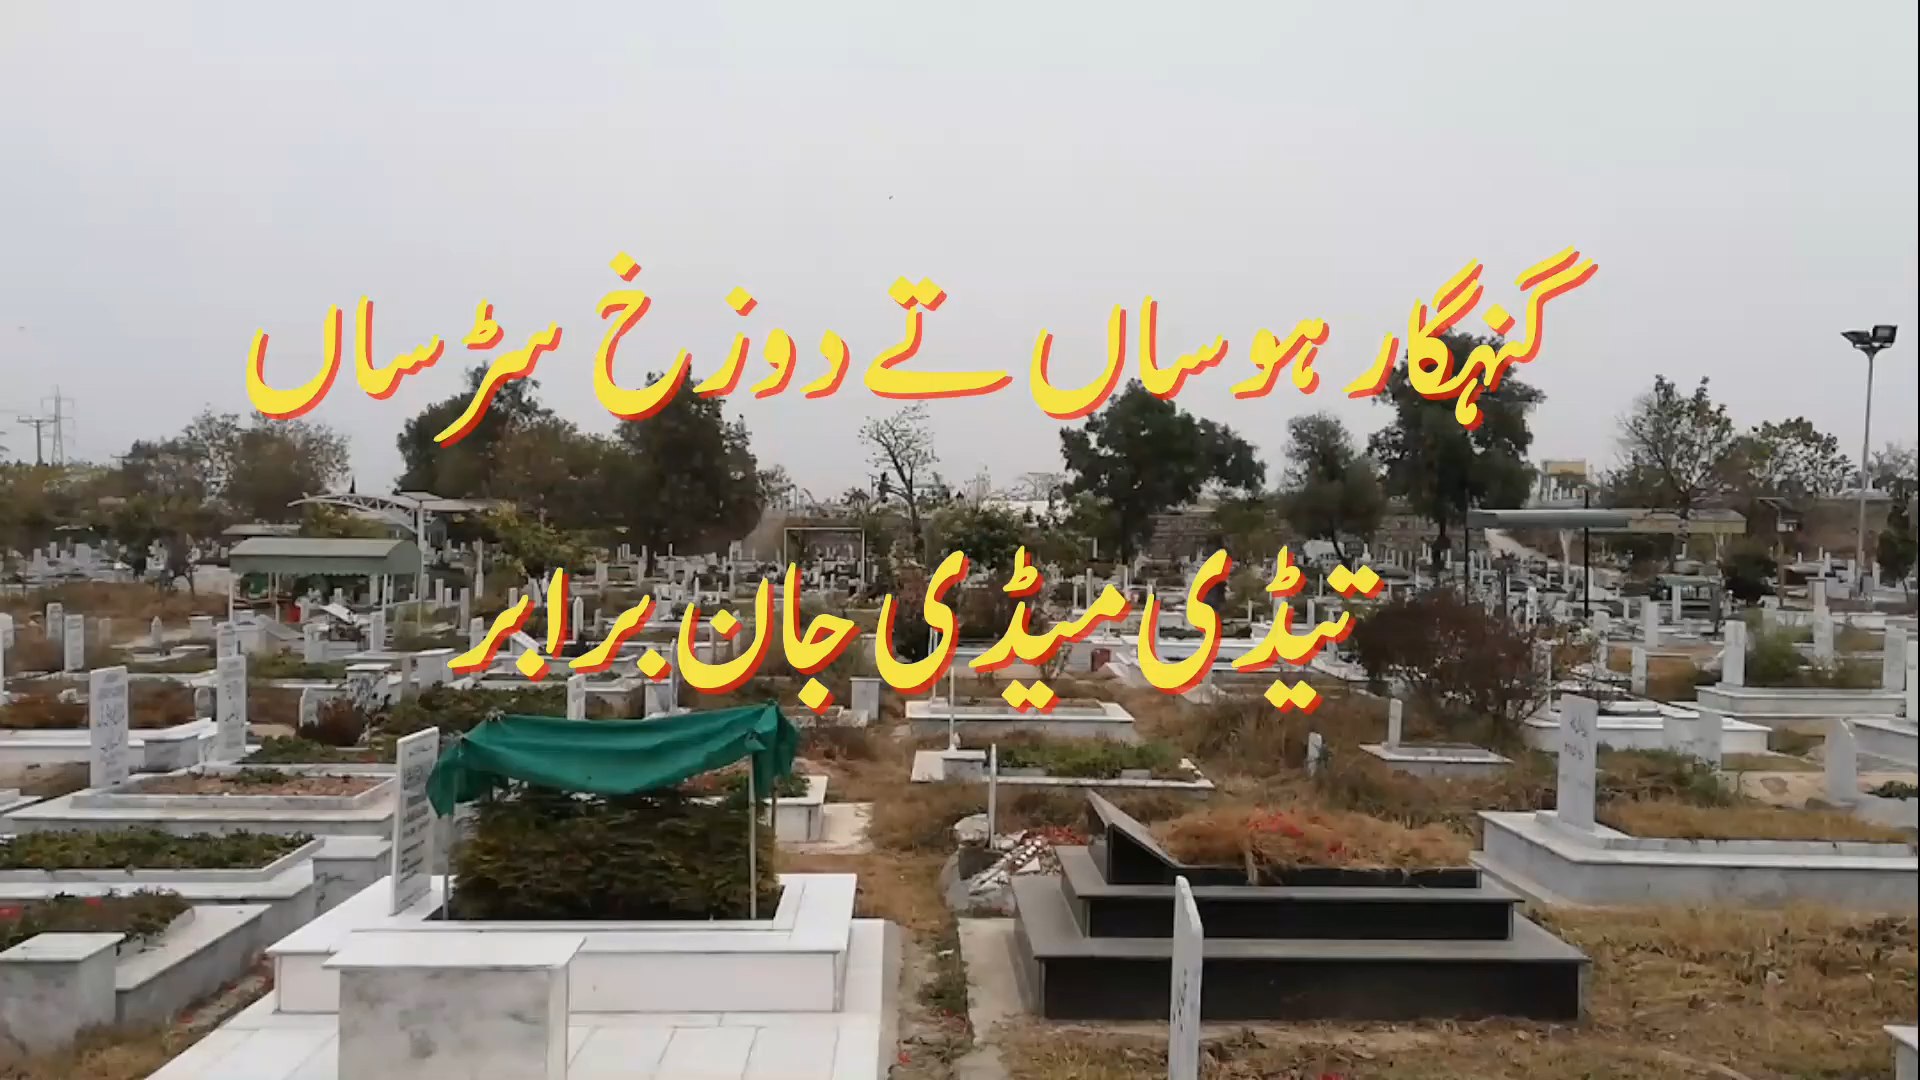 گنہگار ہوساں تے دوزخ سڑساں
تیڈی میڈی جان برابر